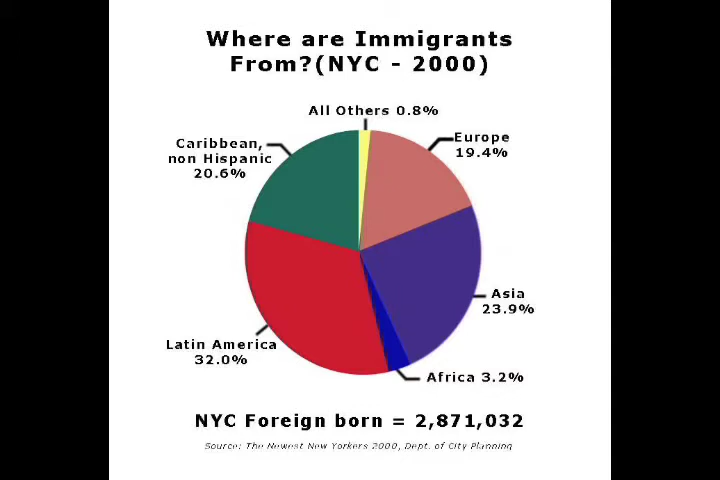 Where are Immigrants
From?(NYC - 2000)
All Others 0.8%
Caribbean,
non Hispanic
20.6%
Europe
19.4%
Asia
23.9%
Latin America
32.0%
Africa 3.2%
NYC Foreign born = 2,871,032
Source: The Newest New Yorkers 2000, Dept. of City Planning